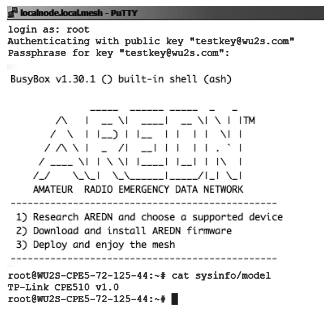 localnode.local.mesh - PuTTY
login as: root
Authenticating with public key "testkey@wu2s.com"
Passphrase for key "testkey@wu2s.com":
BusyBox v1.30.1 () built-in shell (ash)
AREDN TM
AMATEUR RADIO EMERGENCY DATA NETWORK
1) Research AREDN and choose a supported device
2) Download and install AREDN firmware
3) Deploy and enjoy the mesh
root@WU2S-CPE5-72-125-44:~# cat sysinfo/model
TP-Link CPE510 v1.0
root@WU2S-CPE5-72-125-44:~#